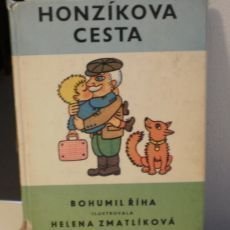 HONZÍKOVA
CESTA
BOHUMIL ŘÍHA
ILUSTROVALA
HELENA ZMATLÍKOVÁ